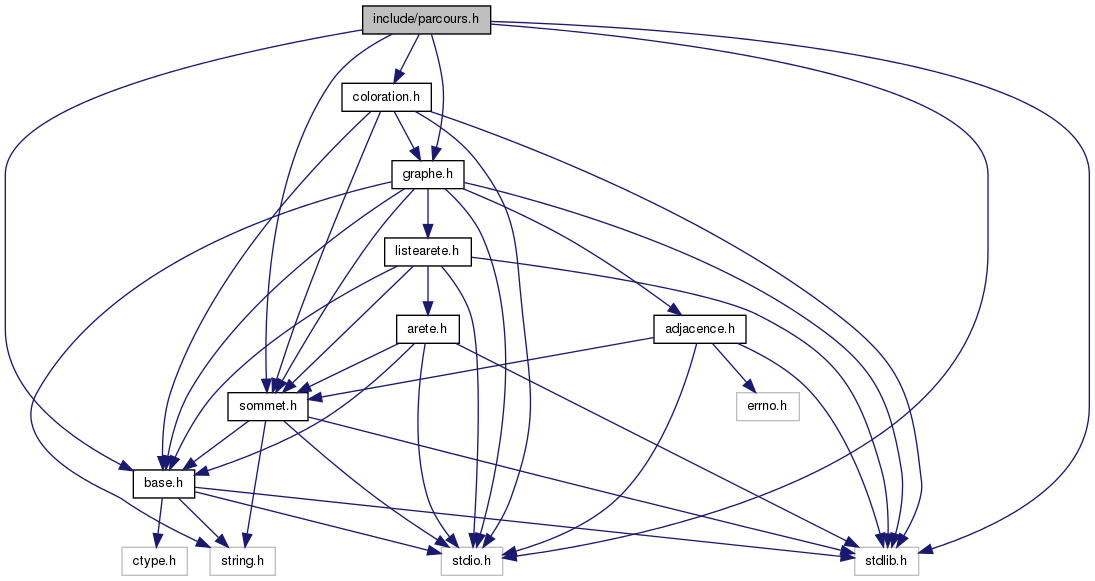 include/parcours.h
coloration.h
graphe.h
listearete.h
arete.h
adjacence.h
sommet.h
errno.h
base.h
ctype.h
string.h
stdio.h
stdlib.h